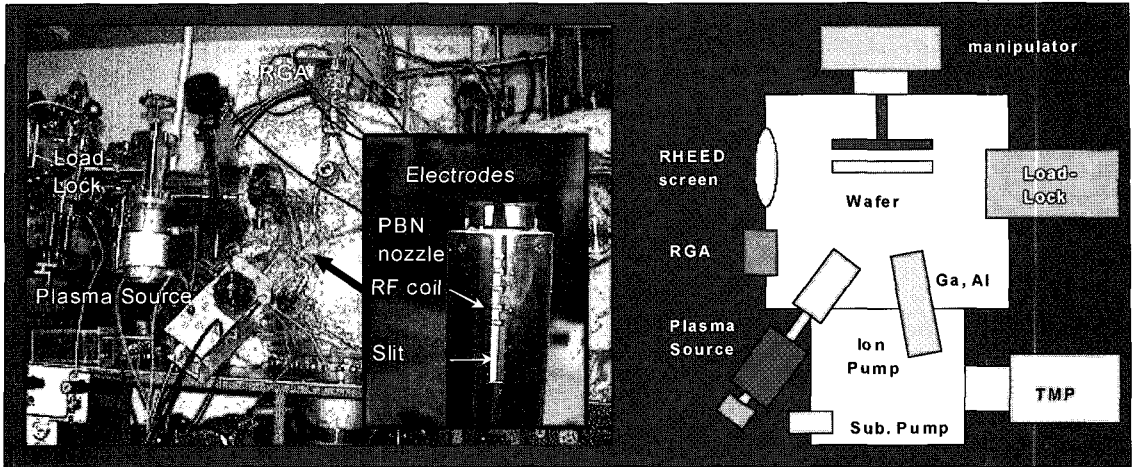 RGA
Load-
Lock
Plasma Source
Electrodes
PBN
nozzle
RF coil
Slit
manipulator
RHEED
screen
Load-
Lock
Wafer
RGA
Ga, Al
Plasma
Source
Ion
Pump
TMP
Sub. Pump